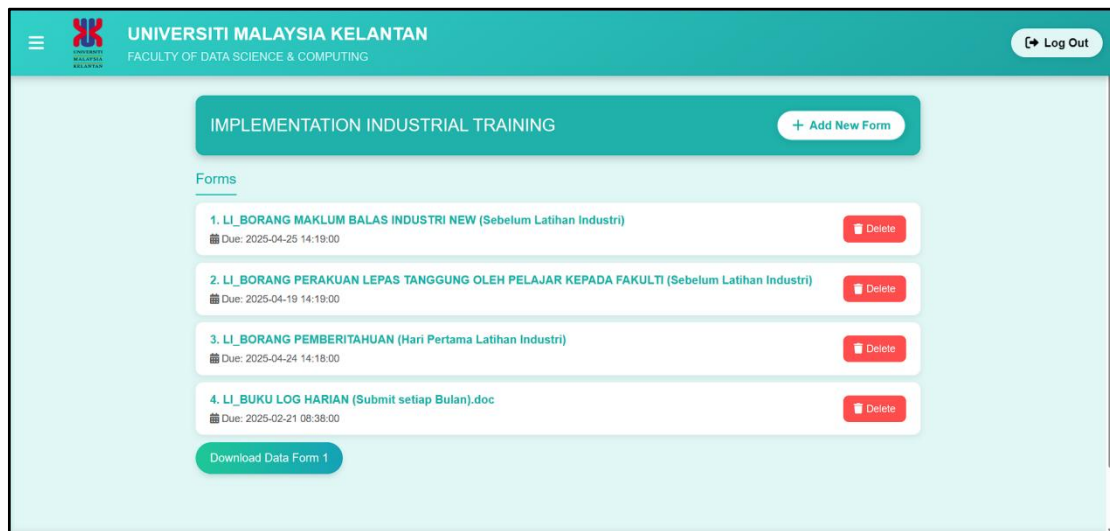 UNIVERSITI
MALAYSIA
KELANTAN
UNIVERSITI MALAYSIA KELANTAN
FACULTY OF DATA SCIENCE & COMPUTING
Log Out
IMPLEMENTATION INDUSTRIAL TRAINING
+ Add New Form
Forms
1. LI_BORANG MAKLUM BALAS INDUSTRI NEW (Sebelum Latihan Industri)
Due: 2025-04-25 14:19:00
Delete
2. LI_BORANG PERAKUAN LEPAS TANGGUNG OLEH PELAJAR KEPADA FAKULTI (Sebelum Latihan Industri)
Due: 2025-04-19 14:19:00
Delete
3. LI_BORANG PEMBERITAHUAN (Hari Pertama Latihan Industri)
Due: 2025-04-24 14:18:00
Delete
4. LI_BUKU LOG HARIAN (Submit setiap Bulan).doc
Due: 2025-02-21 08:38:00
Delete
Download Data Form 1